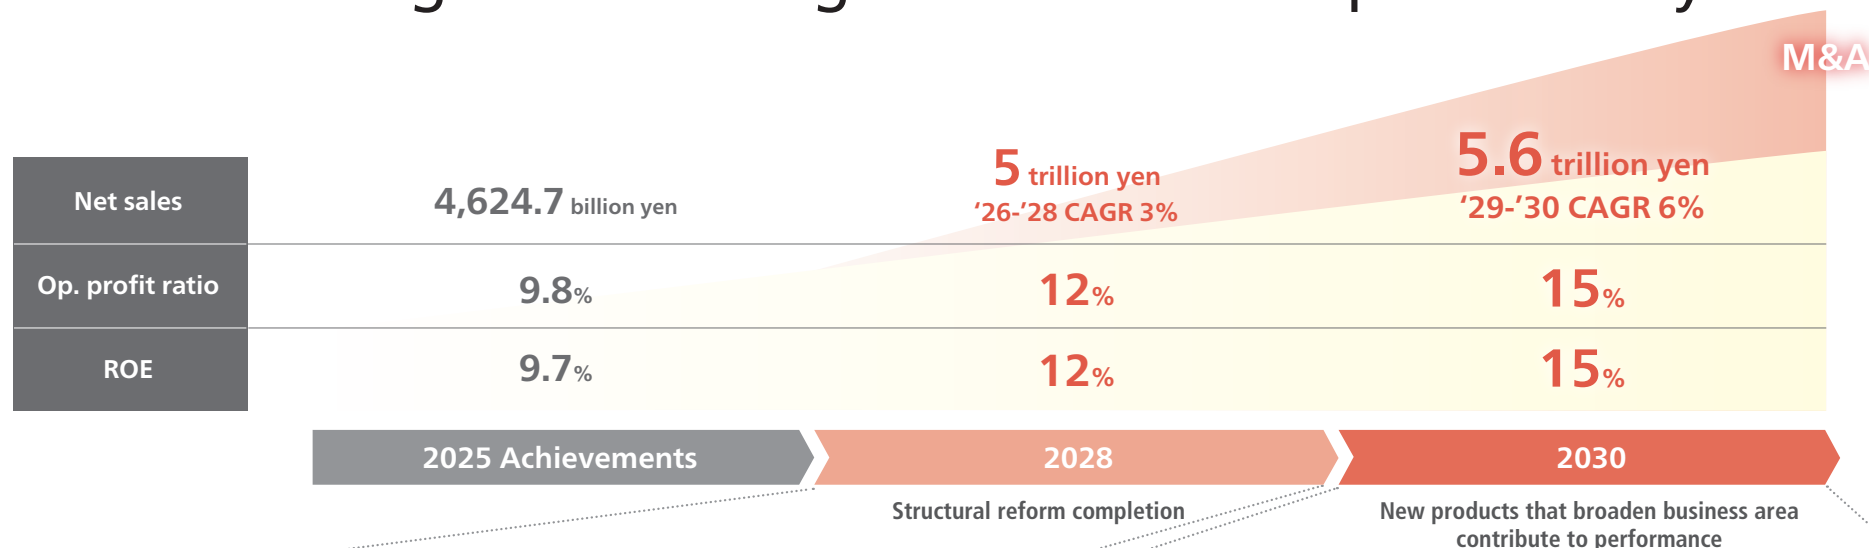 M&A
Net sales
4,624.7 billion yen
5 trillion yen
‘26-’28 CAGR 3%
5.6 trillion yen
‘29-’30 CAGR 6%
Op. profit ratio
9.8%
12%
15%
ROE
9.7%
12%
15%
2025 Achievements
2028
2030
Structural reform completion
New products that broaden business area
contribute to performance